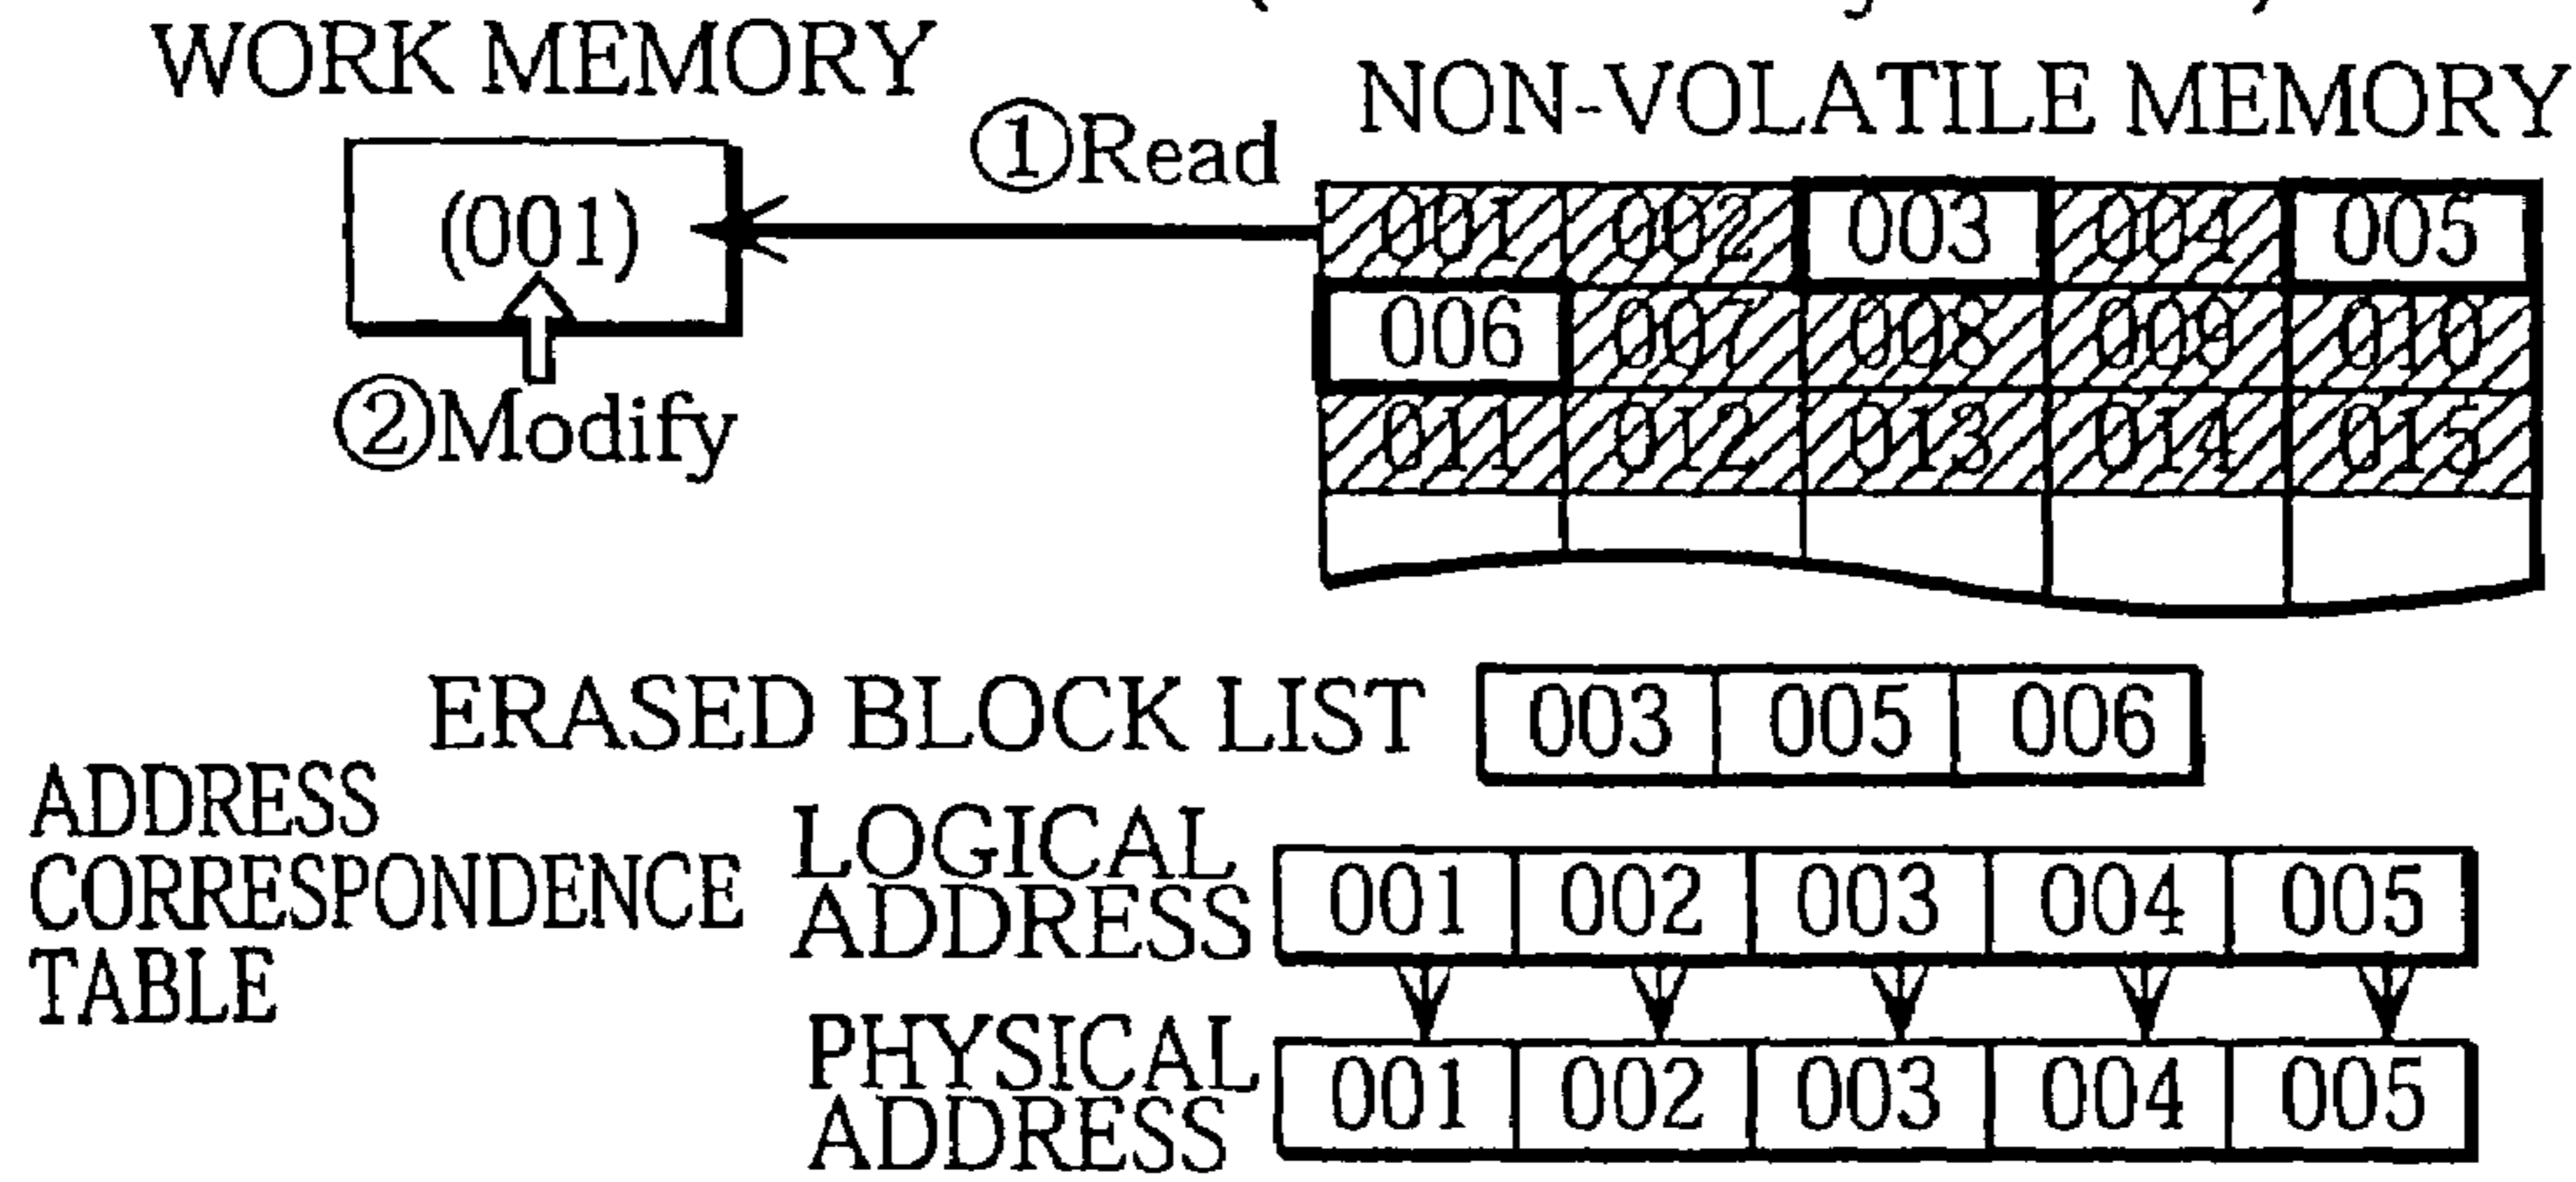 WORK MEMORY
NON-VOLATILE MEMORY
①Read
(001)
②Modify
001 002 003 004 005
006 007 008 009 010
011 012 013 014 015
ERASED BLOCK LIST 003 005 006
ADDRESS
CORRESPONDENCE
TABLE
LOGICAL
ADDRESS
001 002 003 004 005
PHYSICAL
ADDRESS
001 002 003 004 005